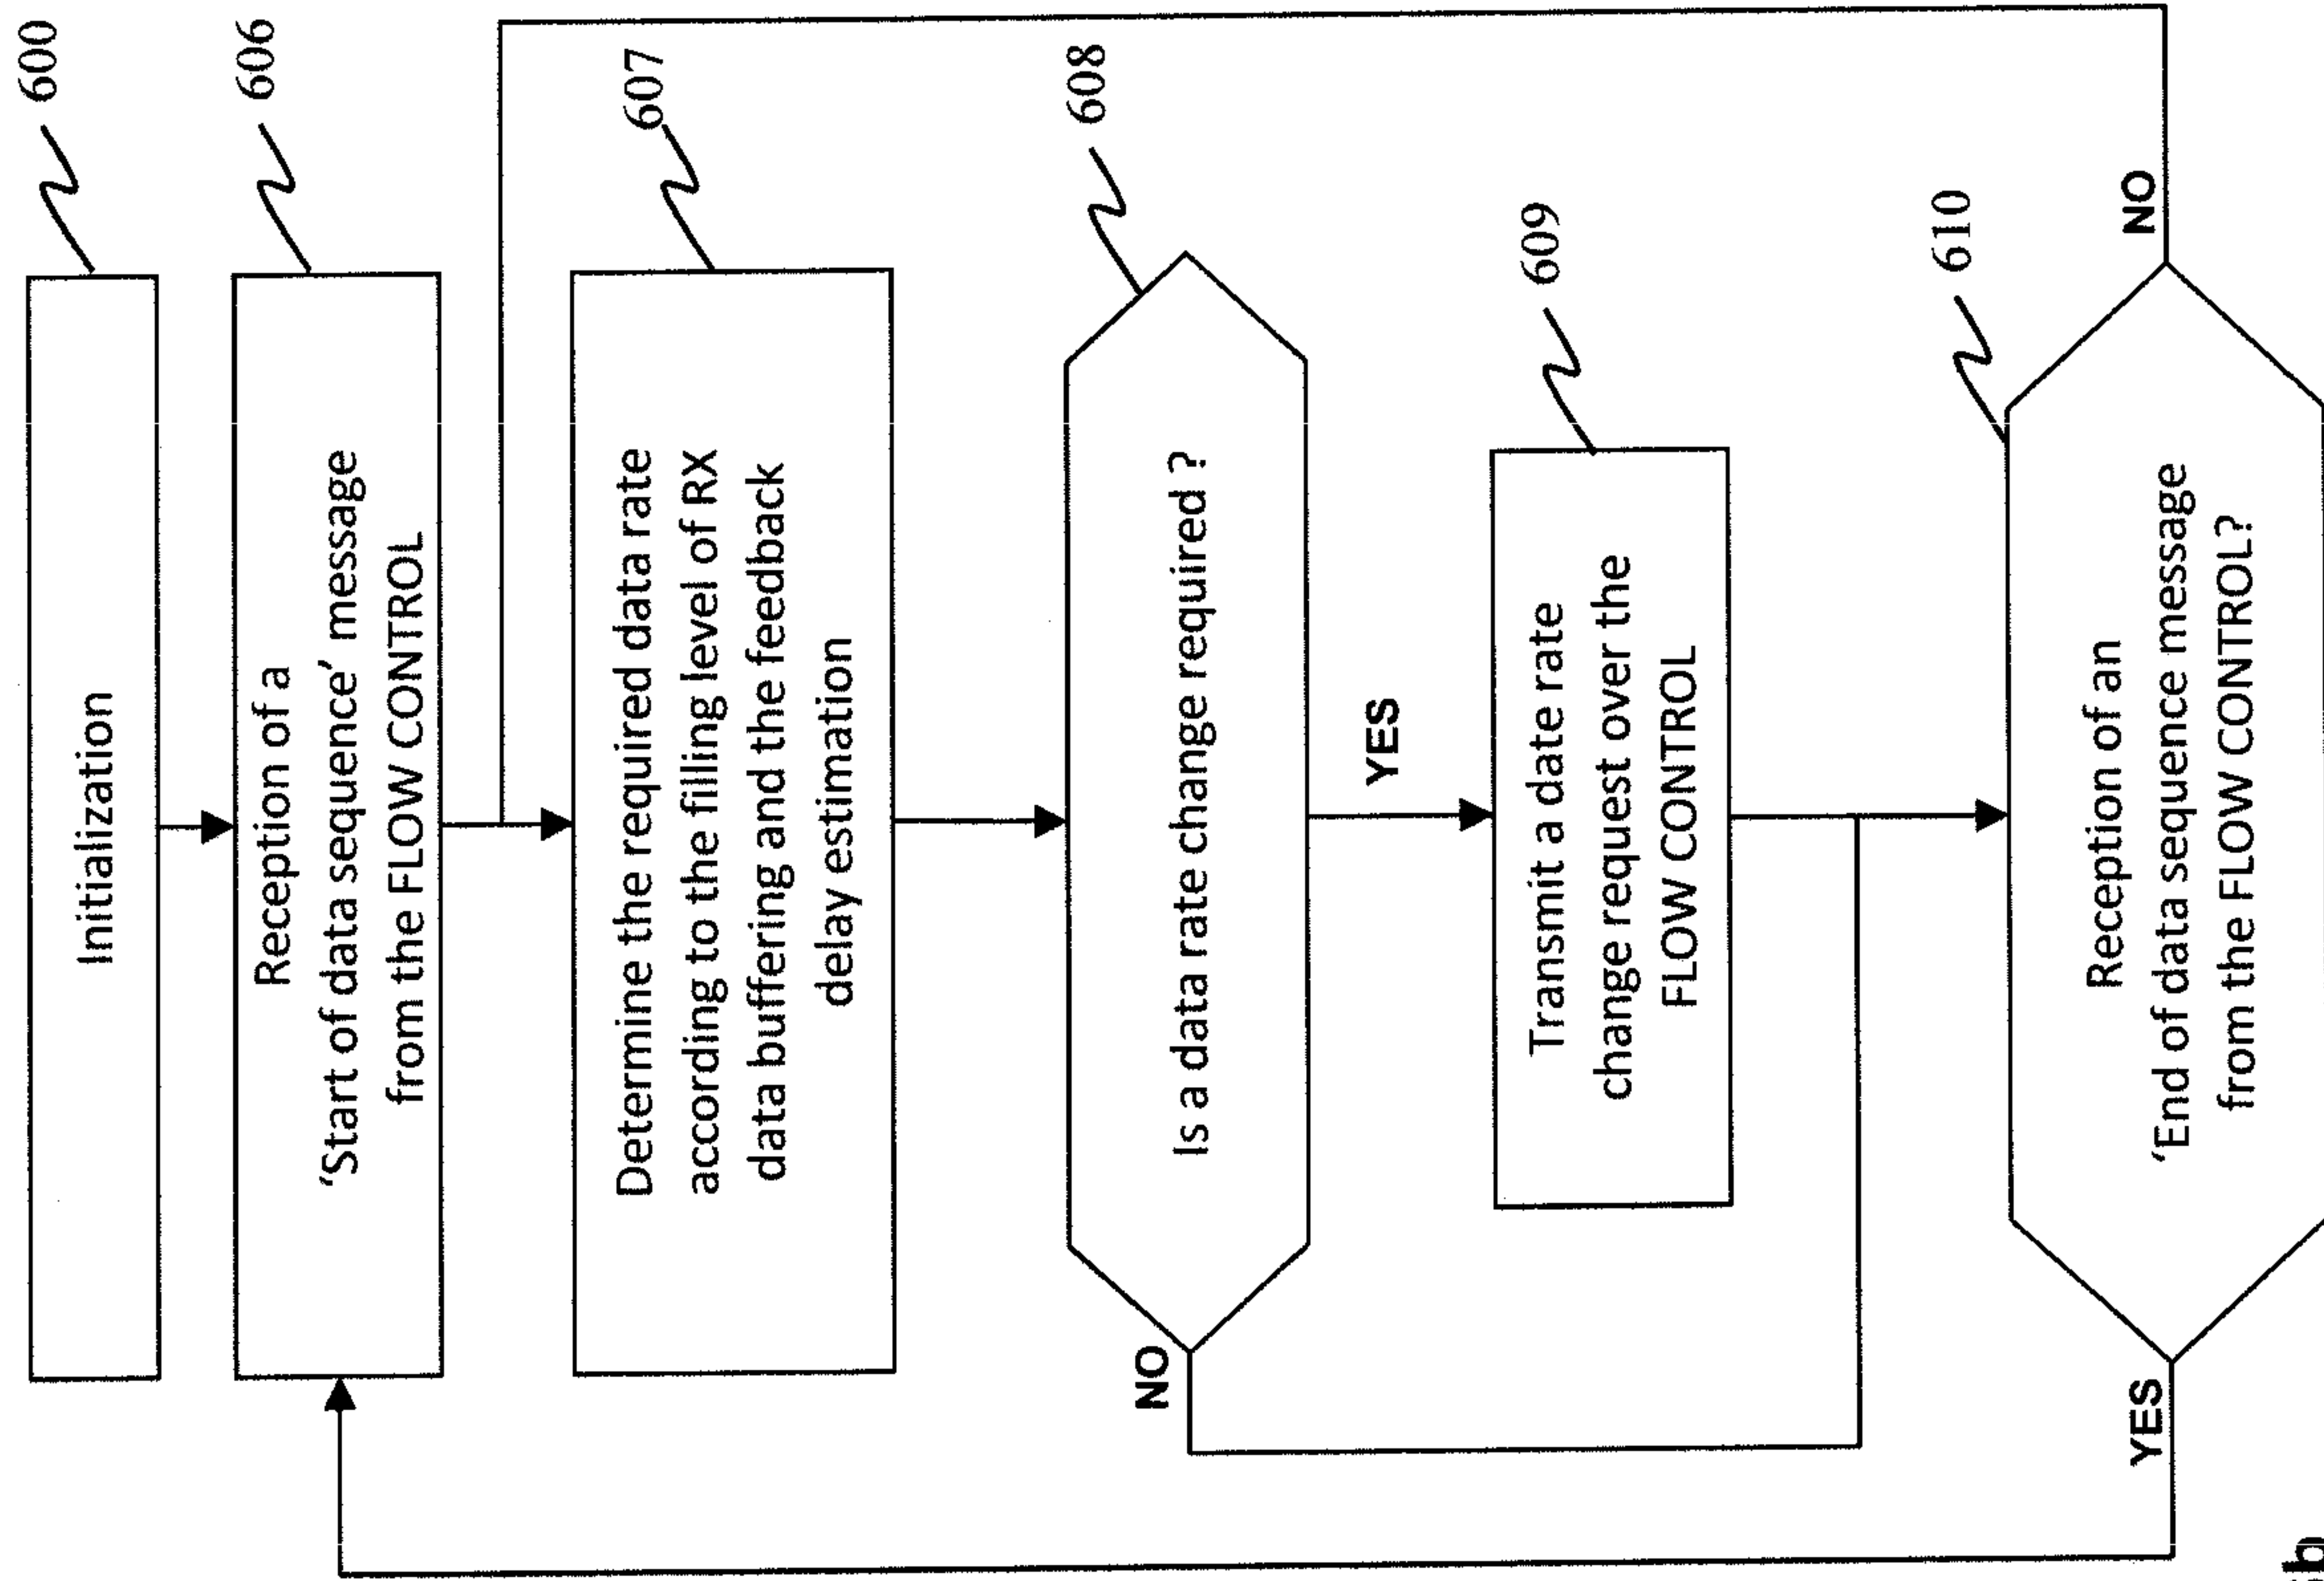 600
Initialization
606
Reception of a
‘Start of data sequence’ message
from the FLOW CONTROL
607
Determine the required data rate
according to the filling level of RX
data buffering and the feedback
delay estimation
608
Is a data rate change required ?
NO
YES
609
Transmit a date rate
change request over the
FLOW CONTROL
610
Reception of an
‘End of data sequence message
from the FLOW CONTROL?
YES
NO